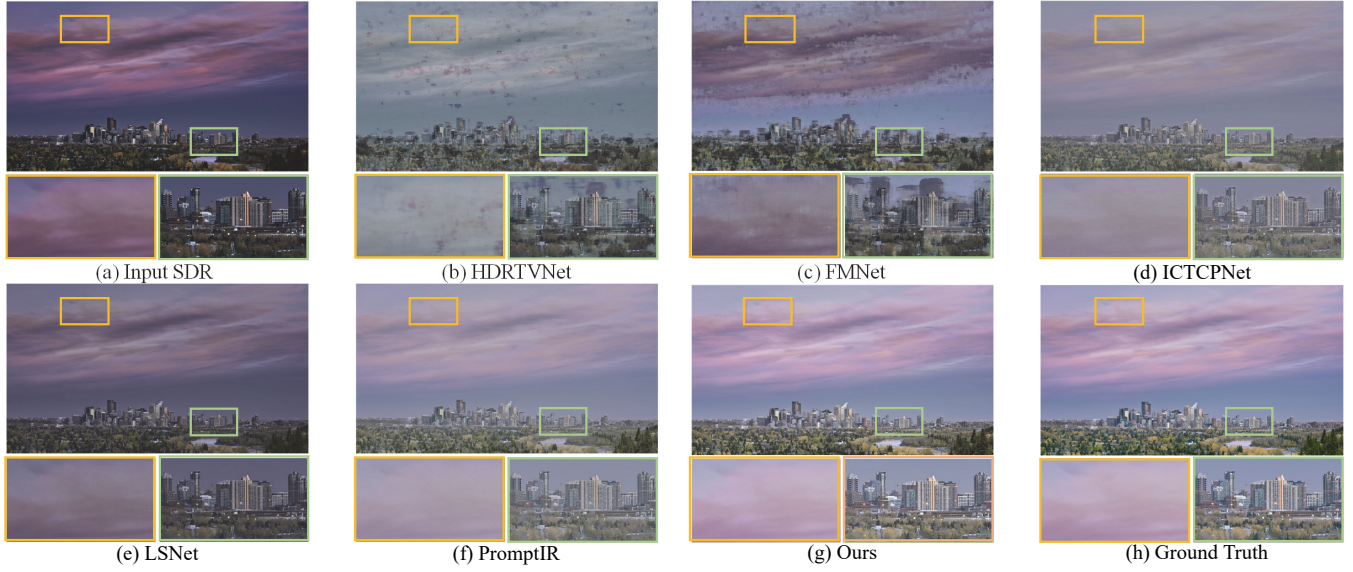 (a) Input SDR
(b) HDRTVNet
(c) FMNet
(d) ICTCPNet
(e) LSNet
(f) PromptIR
(g) Ours
(h) Ground Truth